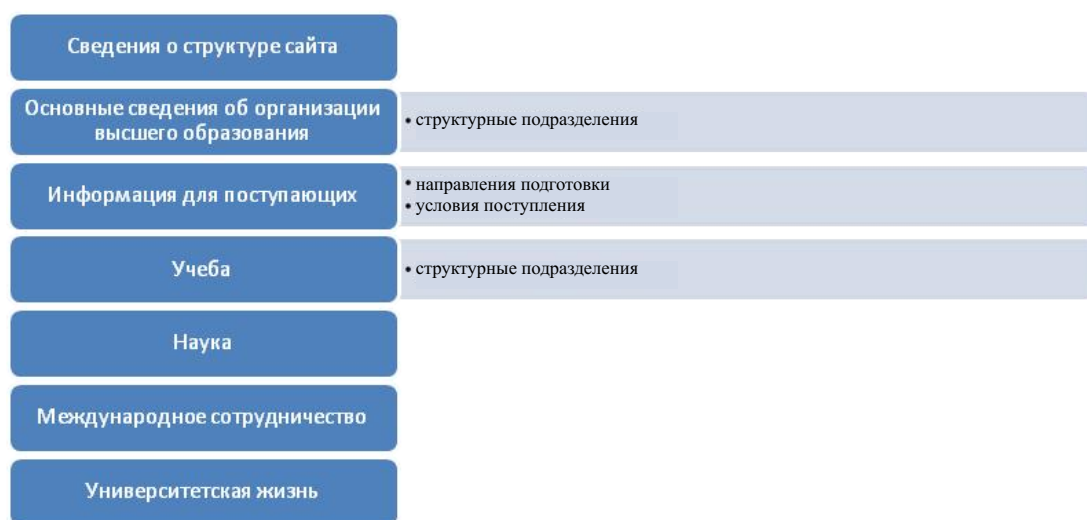 Сведения о структуре сайта
Основные сведения об организации
высшего образования
• структурные подразделения
Информация для поступающих
• направления подготовки
• условия поступления
Учеба
• структурные подразделения
Наука
Международное сотрудничество
Университетская жизнь